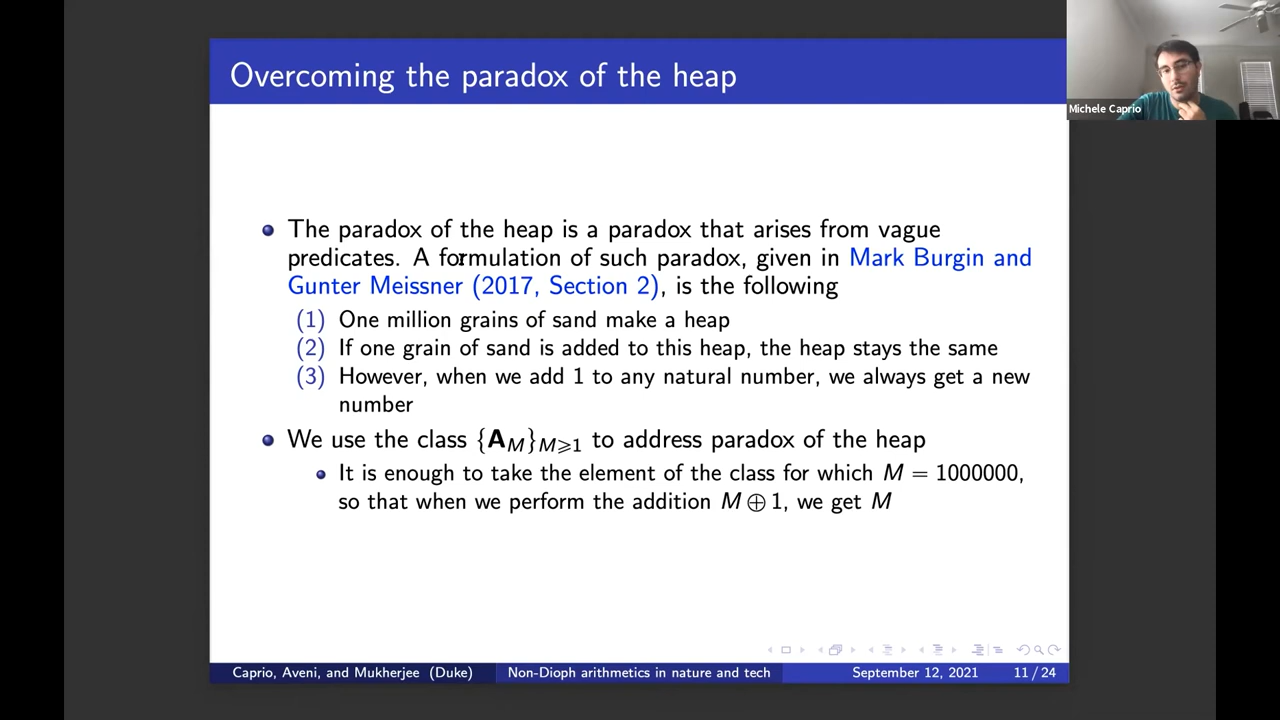 Overcoming the paradox of the heap
Michele Caprio
The paradox of the heap is a paradox that arises from vague
predicates. A formulation of such paradox, given in Mark Burgin and
Gunter Meissner (2017, Section 2), is the following
(1) One million grains of sand make a heap
(2) If one grain of sand is added to this heap, the heap stays the same
(3) However, when we add 1 to any natural number, we always get a new
number
We use the class {A_M}_{M⩾1} to address paradox of the heap
It is enough to take the element of the class for which M = 1000000,
so that when we perform the addition M ⊕ 1, we get M
Caprio, Aveni, and Mukherjee (Duke) Non-Dioph arithmetics in nature and tech September 12, 2021 11 / 24